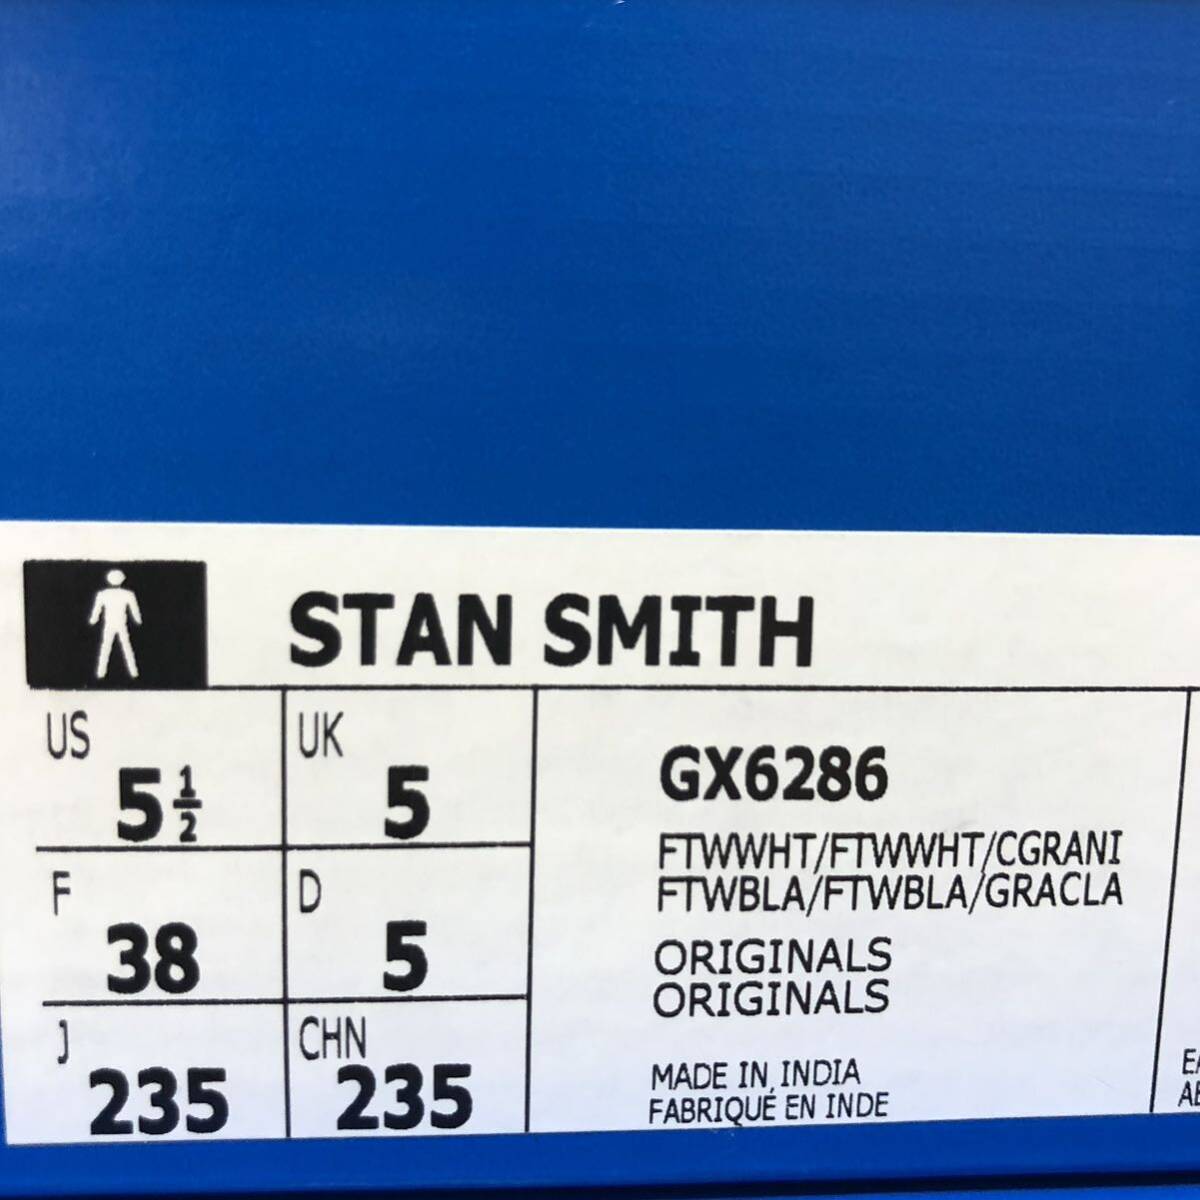 STAN SMITH
US 5 1/2 UK 5
F 38 D 5
J 235 CHN 235
GX6286
FTWWHT/FTWWHT/CGRANI
FTWBLA/FTWBLA/GRACLA
ORIGINALS
ORIGINALS
MADE IN INDIA
FABRIQUÉ EN INDE